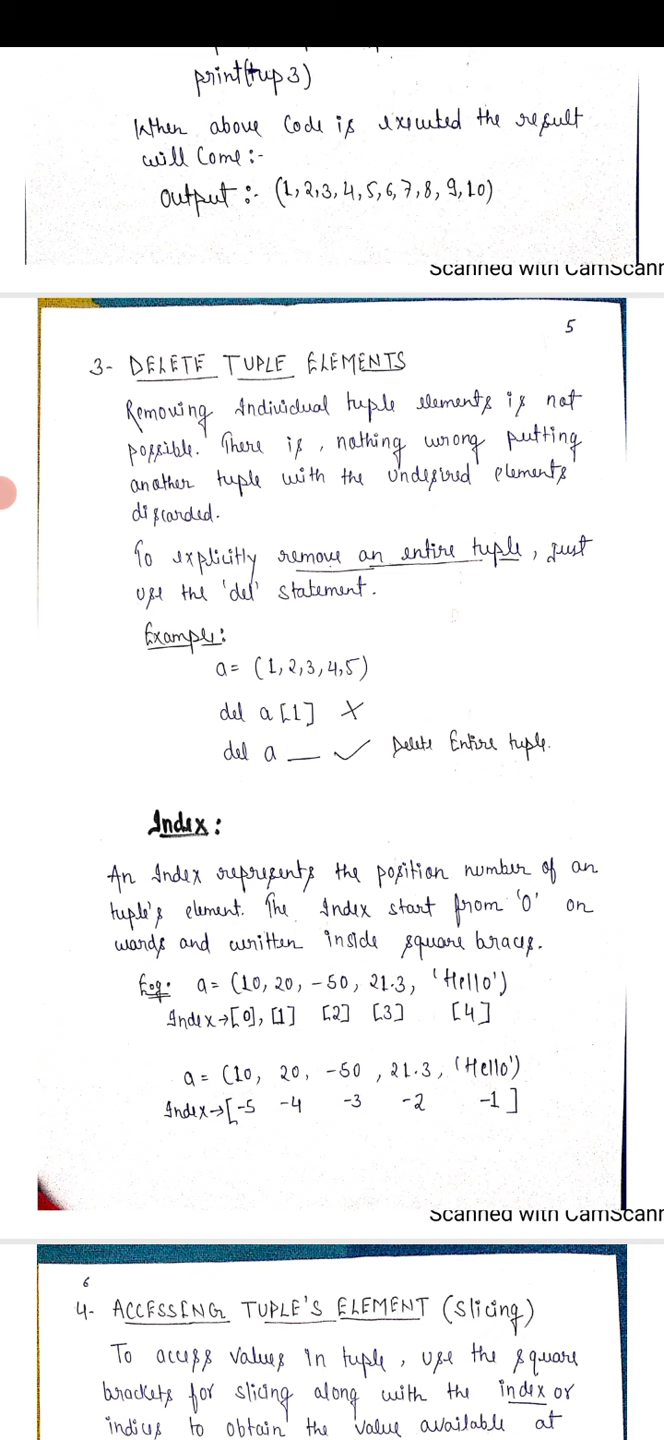 print(tup3)
When above Code is executed the result
will Come :-
Output :- (1,2,3,4,5,6,7,8,9,10)
Scanned with CamScann
5
3- DELETE TUPLE ELEMENTS
Removing Individual tuple elements is not
possible. There is, nothing wrong putting
another tuple with the undesired elements
discarded.
To explicitly remove an entire tuple, just
use the 'del' statement.
Example:
a= (1,2,3,4,5)
del a[1] ✗
del a — ✓ Delete Entire tuple.
Index:
An Index represents the position number of an
tuple's element. The Index start from '0' on
wards and written inside square braces.
Eg: a= (10, 20, -50, 21.3, 'Hello')
Index→[0], [1] [2] [3] [4]
a = (10, 20, -50, 21.3, 'Hello')
Index→[-5 -4 -3 -2 -1]
Scanned with CamScann
6
4- ACCESSING TUPLE'S ELEMENT (Slicing)
To access values in tuple, use the square
brackets for slicing along with the index or
indices to obtain the value available at